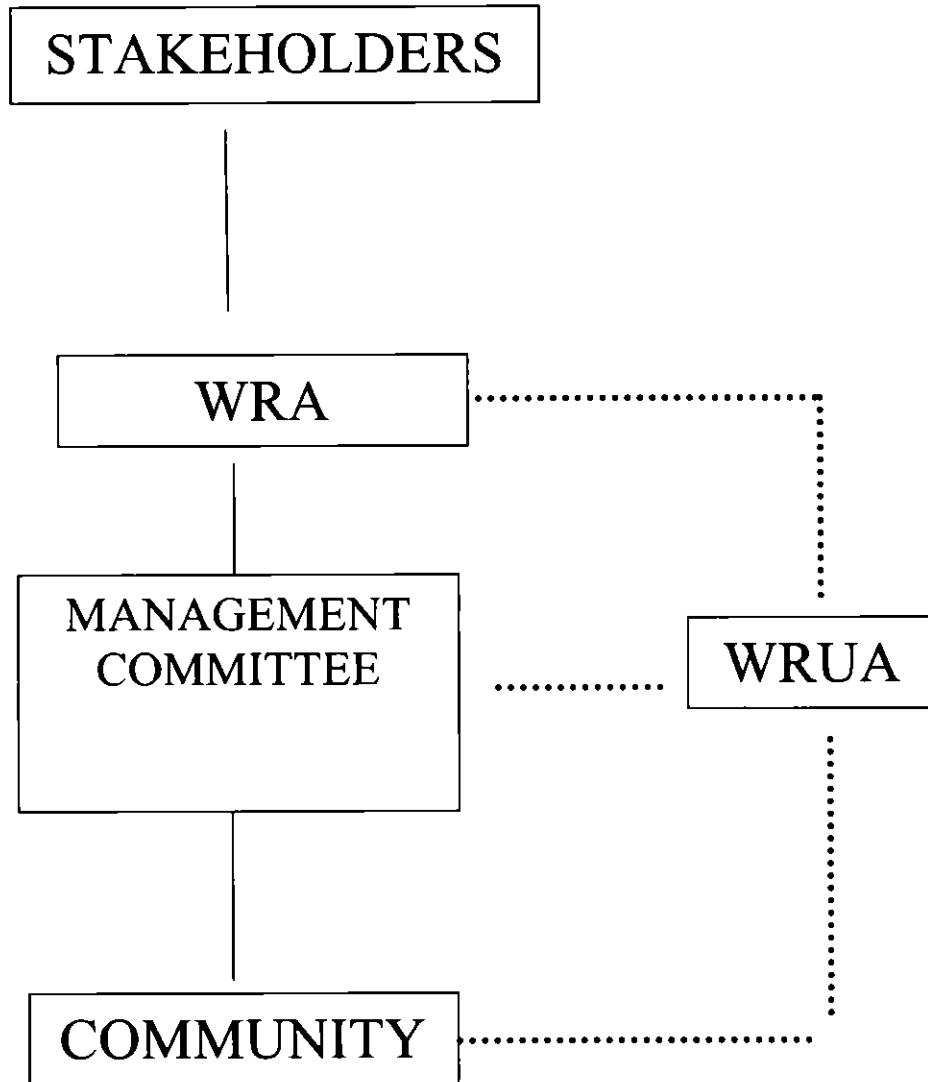 STAKEHOLDERS
WRA
MANAGEMENT
COMMITTEE
WRUA
COMMUNITY